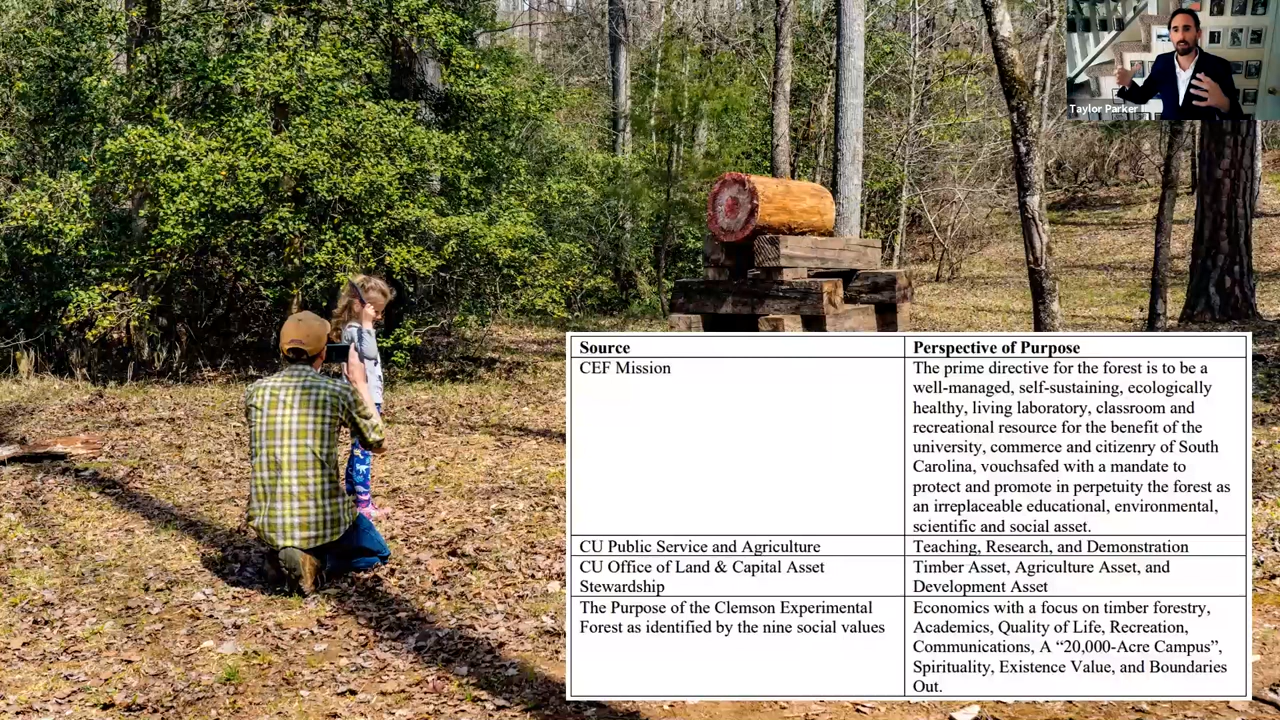 Taylor Parker II
Source
Perspective of Purpose
CEF Mission
The prime directive for the forest is to be a
well-managed, self-sustaining, ecologically
healthy, living laboratory, classroom and
recreational resource for the benefit of the
university, commerce and citizenry of South
Carolina, vouchsafed with a mandate to
protect and promote in perpetuity the forest as
an irreplaceable educational, environmental,
scientific and social asset.
CU Public Service and Agriculture
Teaching, Research, and Demonstration
CU Office of Land & Capital Asset
Stewardship
Timber Asset, Agriculture Asset, and
Development Asset
The Purpose of the Clemson Experimental
Forest as identified by the nine social values
Economics with a focus on timber forestry,
Academics, Quality of Life, Recreation,
Communications, A “20,000-Acre Campus”,
Spirituality, Existence Value, and Boundaries
Out.